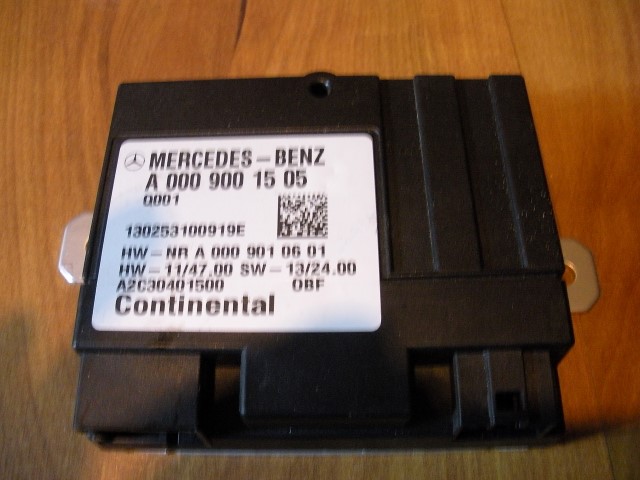 MERCEDES-BENZ
A 000 900 15 05
Q001
130253100919E
HW-NR A 000 901 06 01
HW-11/47.00 SW-13/24.00
A2C30401500 OBF
Continental